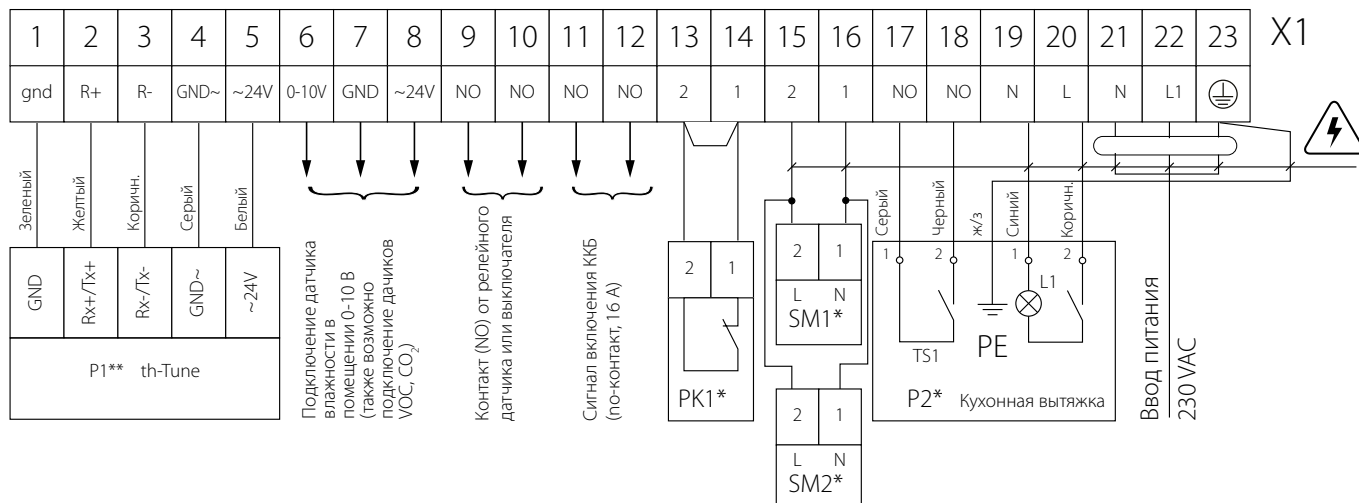 1 2 3 4 5 6 7 8 9 10 11 12 13 14 15 16 17 18 19 20 21 22 23 X1
gnd R+ R- GND~ ~24V 0-10V GND ~24V NO NO NO NO 2 1 2 1 NO NO N L N L1
Зеленый
Желтый
Коричн.
Серый
Белый
GND
Rx+/Tx+
Rx-/Tx-
GND~
~24V
P1** th-Tune
Подключение датчика
влажности в
помещении 0-10 В
(также возможно
подключение дачиков
VOC, CO2)
Контакт (NO) от релейного
датчика или выключателя
Сигнал включения ККБ
(no-контакт, 16 А)
2 1
PK1*
2 1
L N
SM1*
2 1
L N
SM2*
Серый
Черный
ж/з
Синий
Коричн.
1 2 1 2
L1
TS1
PE
P2* Кухонная вытяжка
Ввод питания
230 VAC